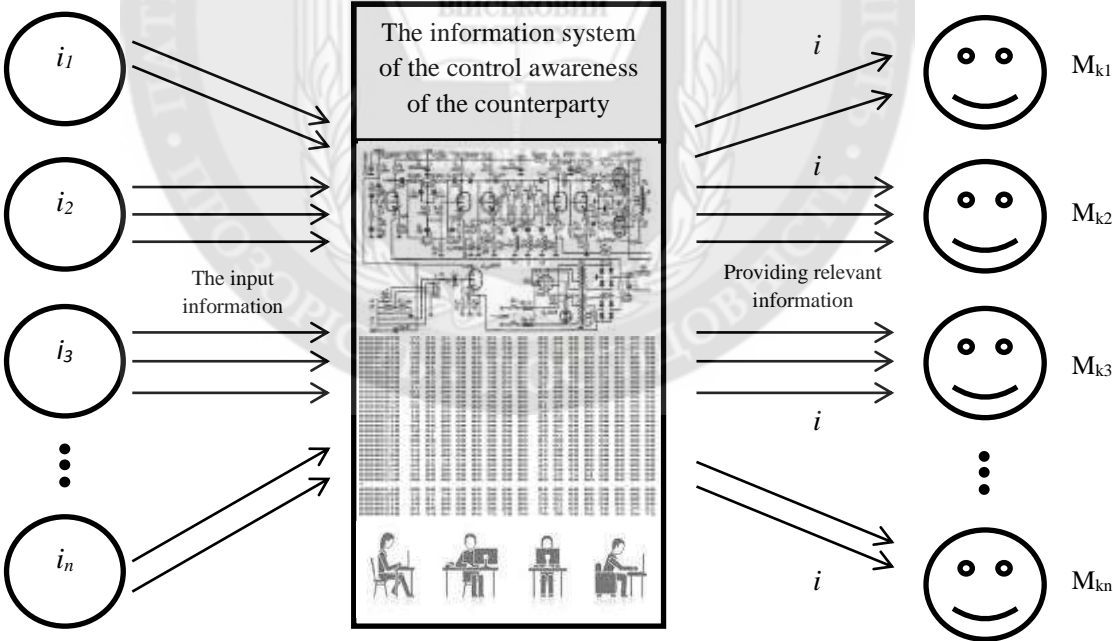 ВІЙСЬКОВИЙ
The information system
of the control awareness
of the counterparty
i1
i2
The input
information
i3
in
i
i
Providing relevant
information
i
i
Mk1
Mk2
Mk3
Mkn